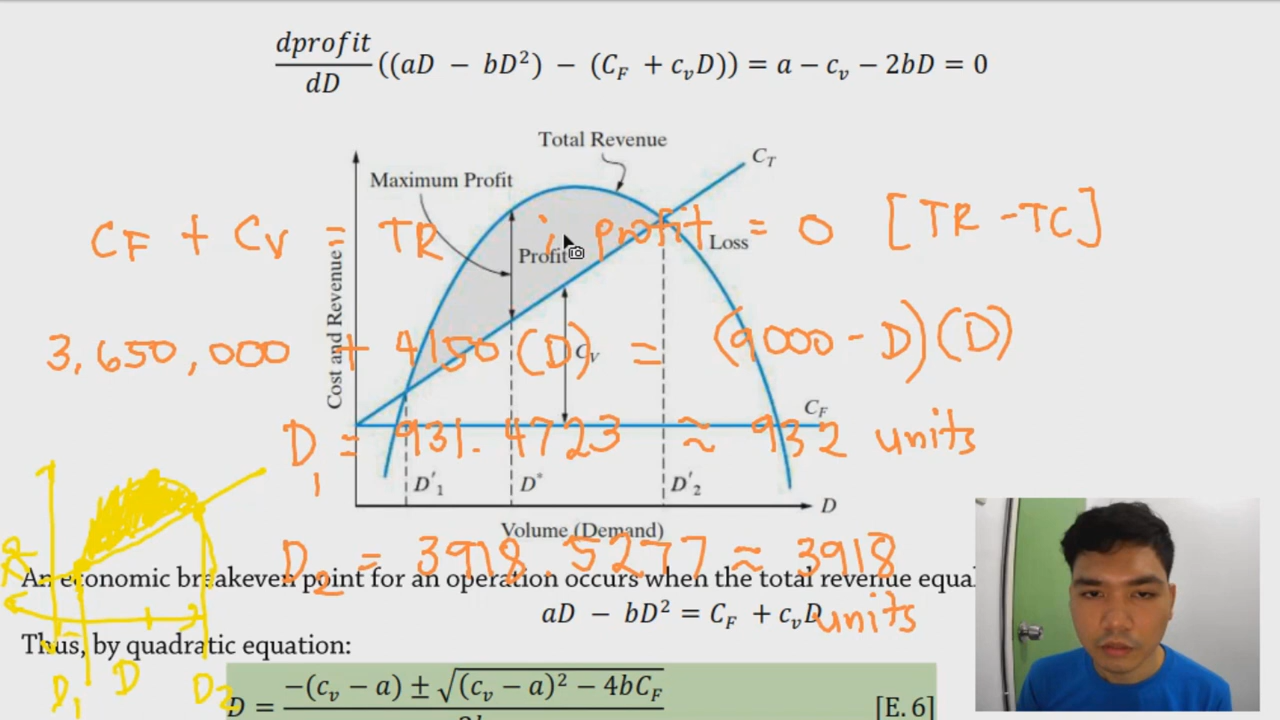 dprofit/dD ((aD − bD²) − (C_F + c_vD)) = a − c_v − 2bD = 0
Total Revenue
C_T
Maximum Profit
CF + CV = TR ; profit = 0 [TR - TC]
Loss
Profit
Cost and Revenue
3,650,000 + 4150 (D) = (9000 - D)(D)
C_V
C_F
D₁ = 931.4723 ≈ 932 units
D'₁ D* D'₂ D
Volume (Demand)
D₂ = 3918.5277 ≈ 3918 units
An economic breakeven point for an operation occurs when the total revenue equal
aD − bD² = C_F + c_vD
Thus, by quadratic equation:
D₁ D D₂
D = −(c_v − a) ± √(c_v − a)² − 4bC_F
[E. 6]